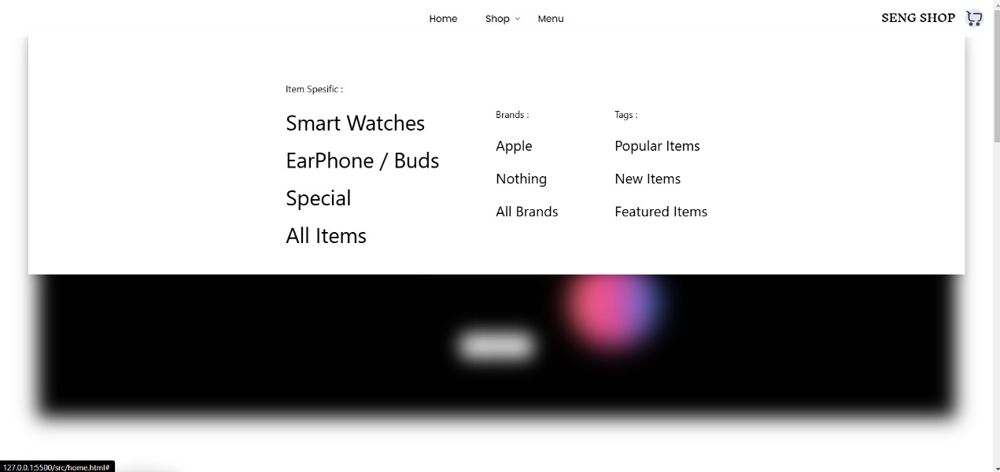 Home Shop Menu SENG SHOP
Item Spesific :
Smart Watches
EarPhone / Buds
Special
All Items
Brands :
Apple
Nothing
All Brands
Tags :
Popular Items
New Items
Featured Items
127.0.0.1:5500/src/home.html#